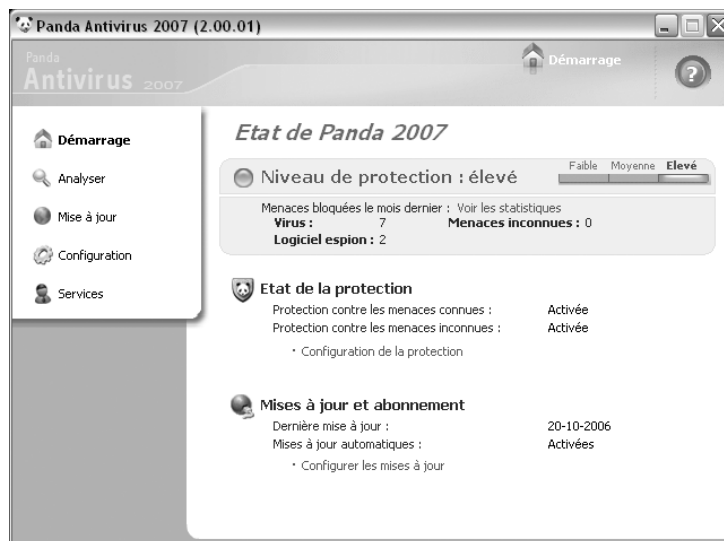 Panda Antivirus 2007 (2.00.01)
Panda
Antivirus 2007
Démarrage
?
Démarrage
Analyser
Mise à jour
Configuration
Services
Etat de Panda 2007
Niveau de protection : élevé
Faible Moyenne Elevé
Menaces bloquées le mois dernier : Voir les statistiques
Virus : 7 Menaces inconnues : 0
Logiciel espion : 2
Etat de la protection
Protection contre les menaces connues : Activée
Protection contre les menaces inconnues : Activée
· Configuration de la protection
Mises à jour et abonnement
Dernière mise à jour : 20-10-2006
Mises à jour automatiques : Activées
· Configurer les mises à jour